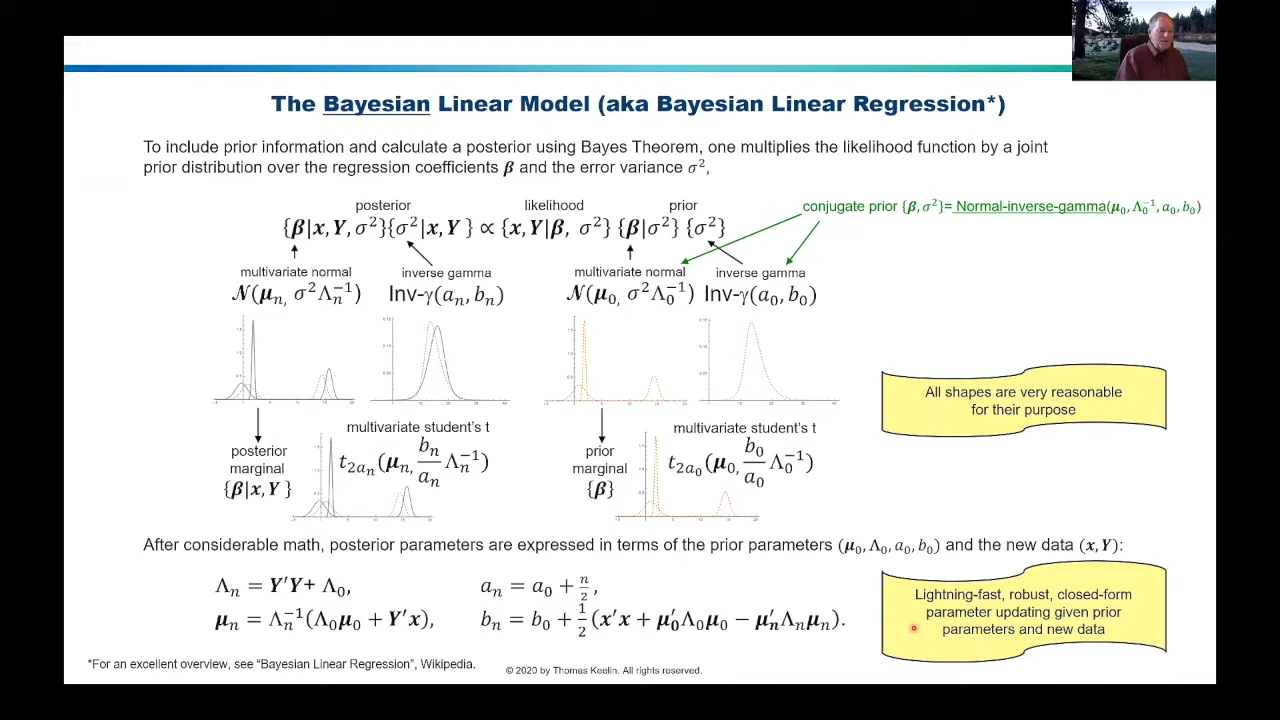 The Bayesian Linear Model (aka Bayesian Linear Regression*)
To include prior information and calculate a posterior using Bayes Theorem, one multiplies the likelihood function by a joint
prior distribution over the regression coefficients β and the error variance σ²,
posterior likelihood prior
{β|x, Y, σ²}{σ²|x, Y } ∝ {x, Y|β, σ²} {β|σ²} {σ²}
conjugate prior {β, σ²}= Normal-inverse-gamma(μ₀, Λ₀⁻¹, a₀, b₀)
multivariate normal inverse gamma multivariate normal inverse gamma
𝒩(μₙ, σ²Λₙ⁻¹) Inv-γ(aₙ, bₙ) 𝒩(μ₀, σ²Λ₀⁻¹) Inv-γ(a₀, b₀)
All shapes are very reasonable
for their purpose
posterior
marginal
{β|x, Y }
multivariate student's t
t₂ₐₙ(μₙ, bₙ/aₙ Λₙ⁻¹)
prior
marginal
{β}
multivariate student's t
t₂ₐ₀(μ₀, b₀/a₀ Λ₀⁻¹)
After considerable math, posterior parameters are expressed in terms of the prior parameters (μ₀, Λ₀, a₀, b₀) and the new data (x, Y):
Λₙ = Y′Y+ Λ₀, aₙ = a₀ + n/2,
μₙ = Λₙ⁻¹(Λ₀μ₀ + Y′x), bₙ = b₀ + 1/2 (x′x + μ₀′Λ₀μ₀ − μₙ′Λₙμₙ).
Lightning-fast, robust, closed-form
parameter updating given prior
parameters and new data
*For an excellent overview, see "Bayesian Linear Regression", Wikipedia.
© 2020 by Thomas Keelin. All rights reserved.